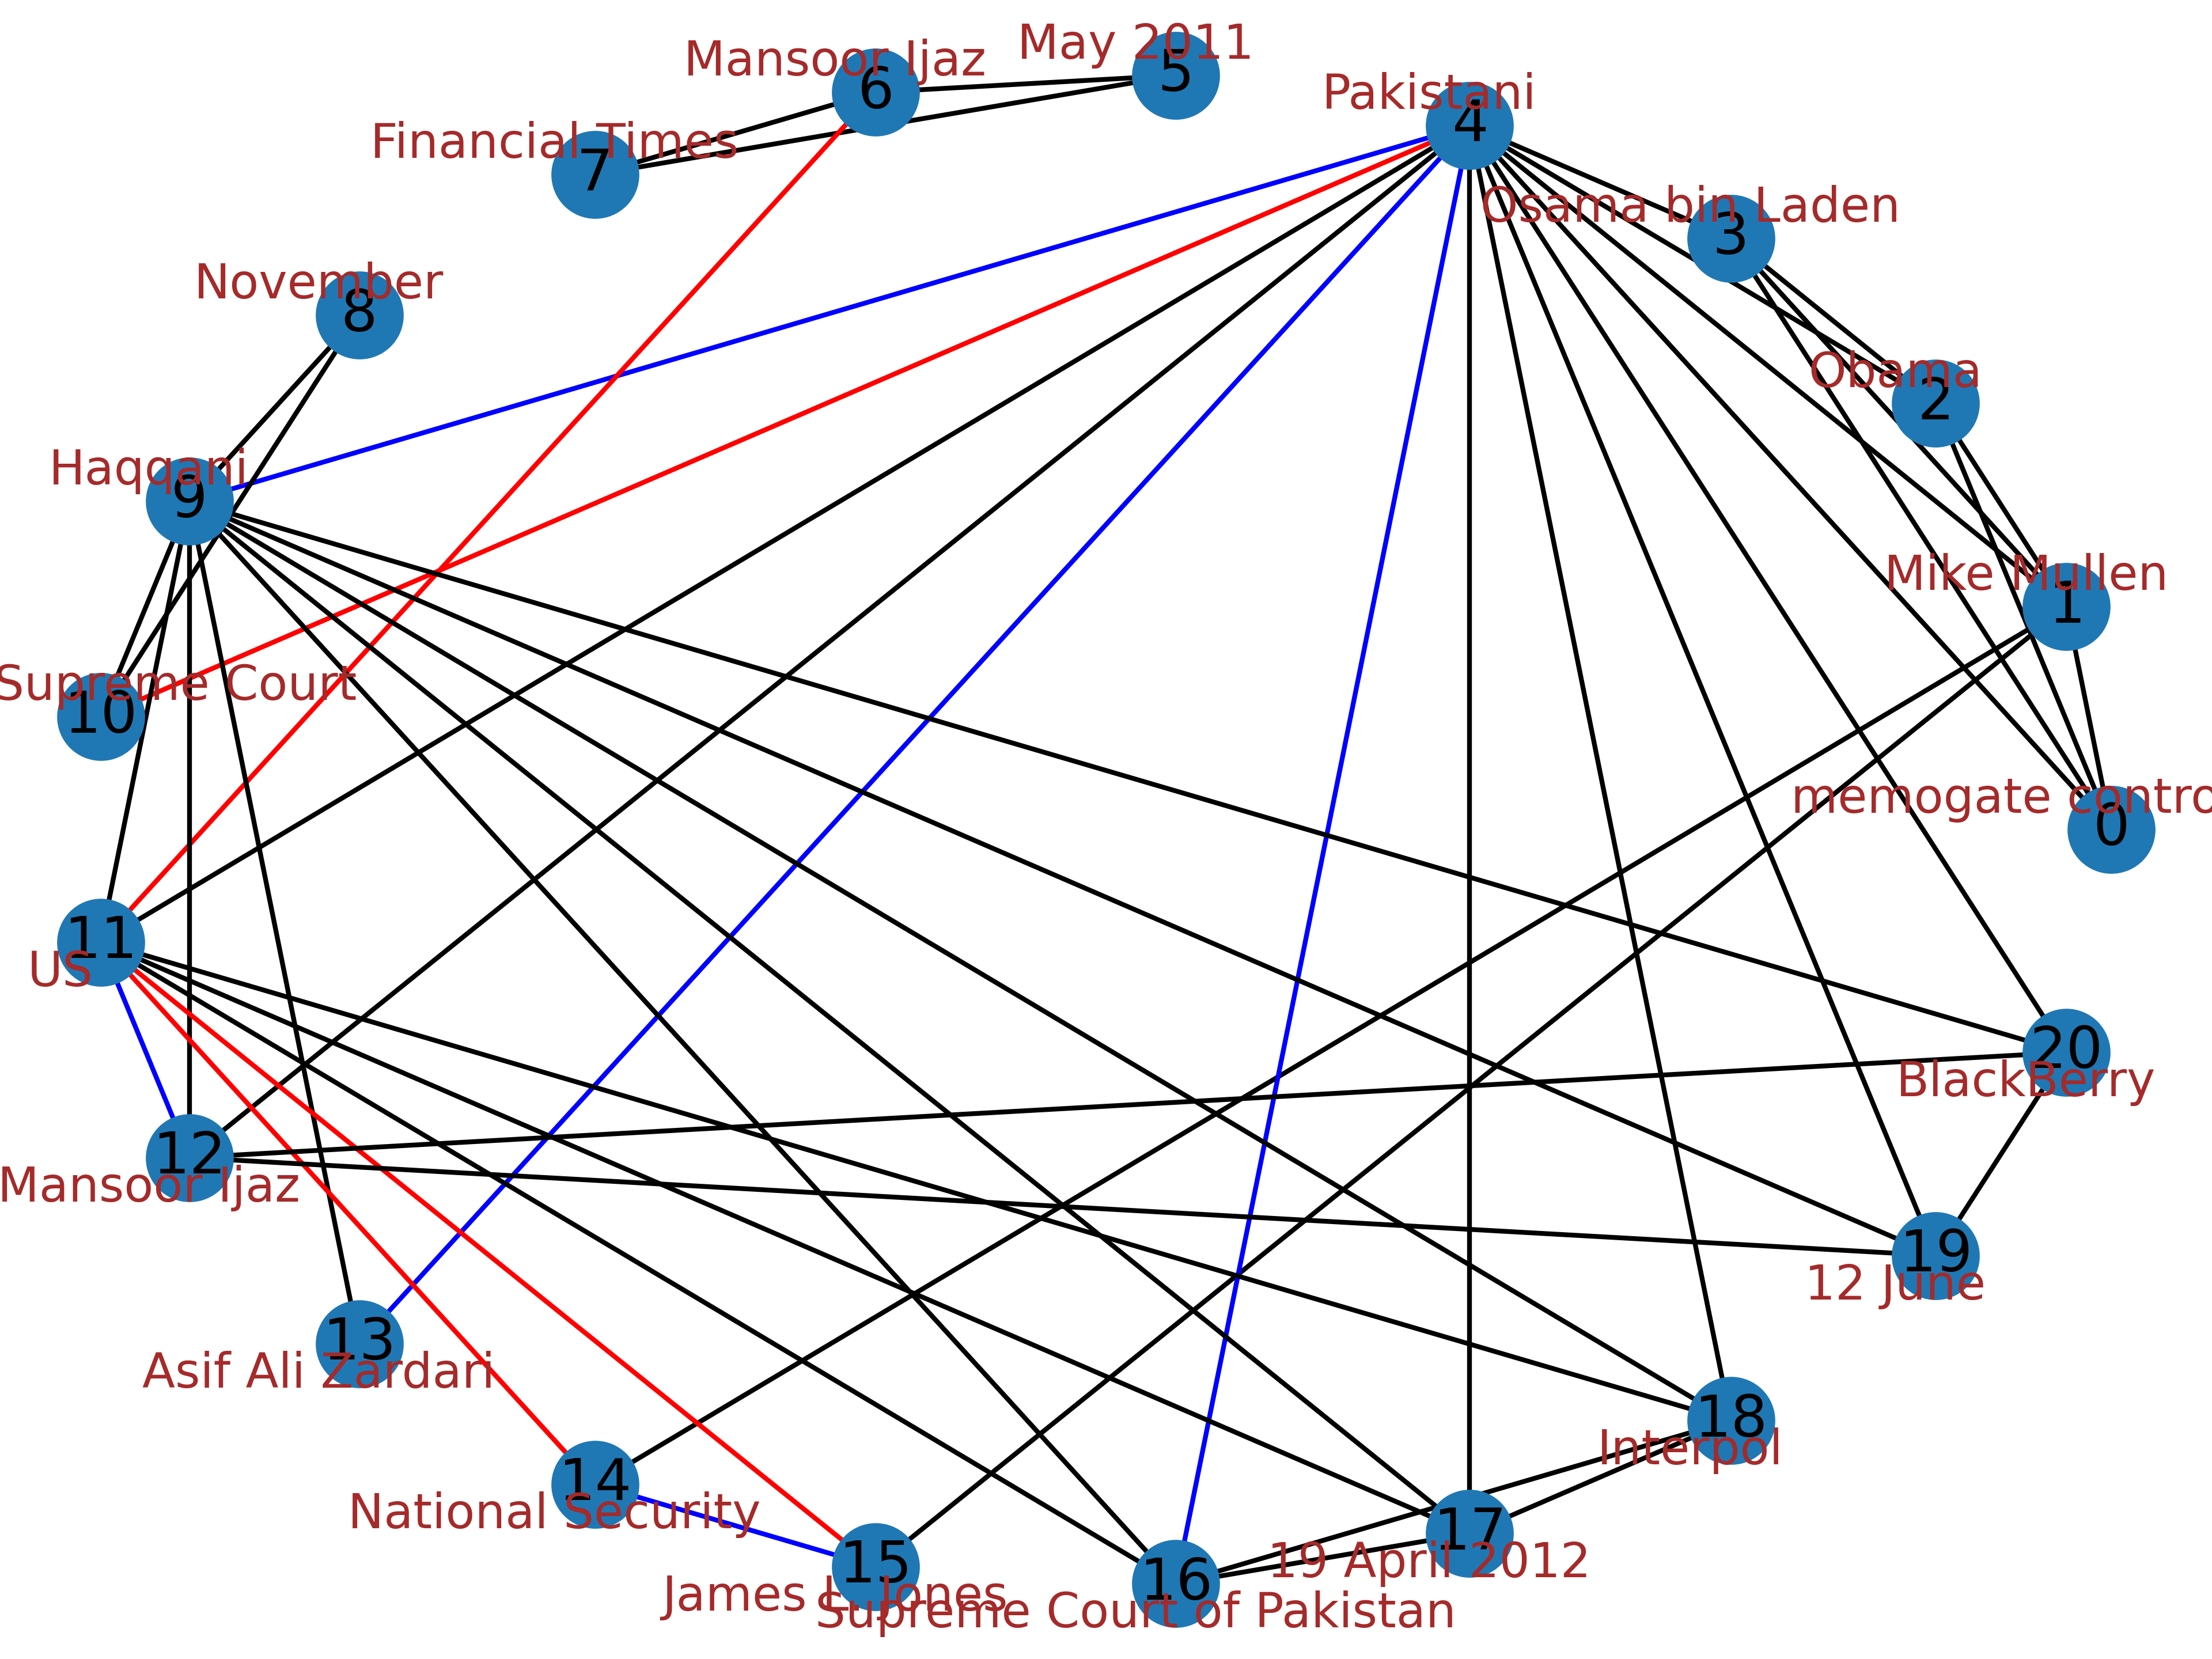 May 2011
5
Mansoor Ijaz
6
Pakistani
4
Financial Times
7
Osama bin Laden
3
November
8
Obama
2
Haqqani
9
Mike Mullen
1
Supreme Court
10
memogate contro
0
11
US
20
BlackBerry
12
Mansoor Ijaz
19
12 June
13
Asif Ali Zardari
18
Interpol
14
National Security
17
19 April 2012
15
James L. Jones
16
Supreme Court of Pakistan